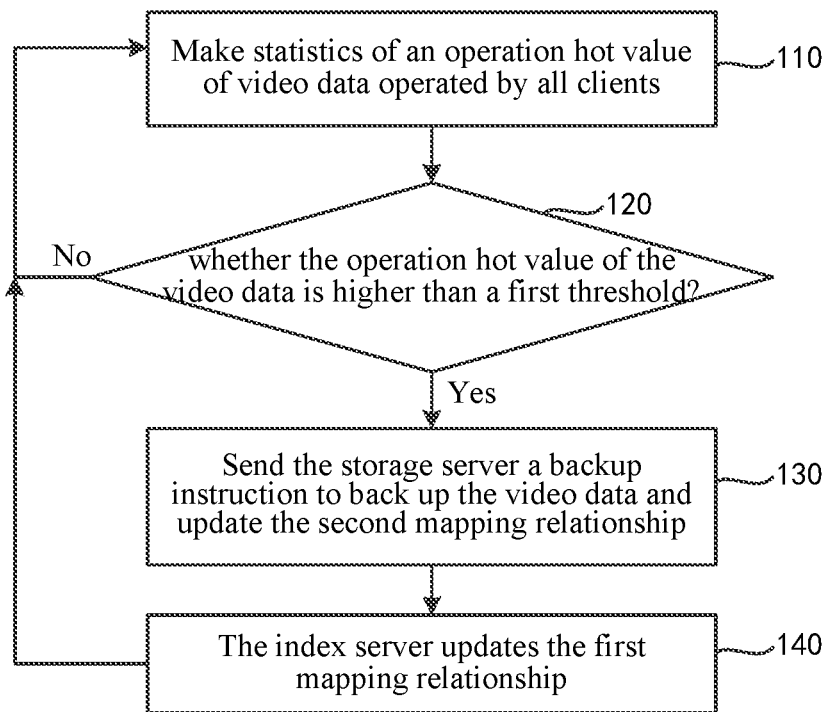 Make statistics of an operation hot value
of video data operated by all clients
110
120
No
whether the operation hot value of the
video data is higher than a first threshold?
Yes
Send the storage server a backup
instruction to back up the video data and
update the second mapping relationship
130
The index server updates the first
mapping relationship
140